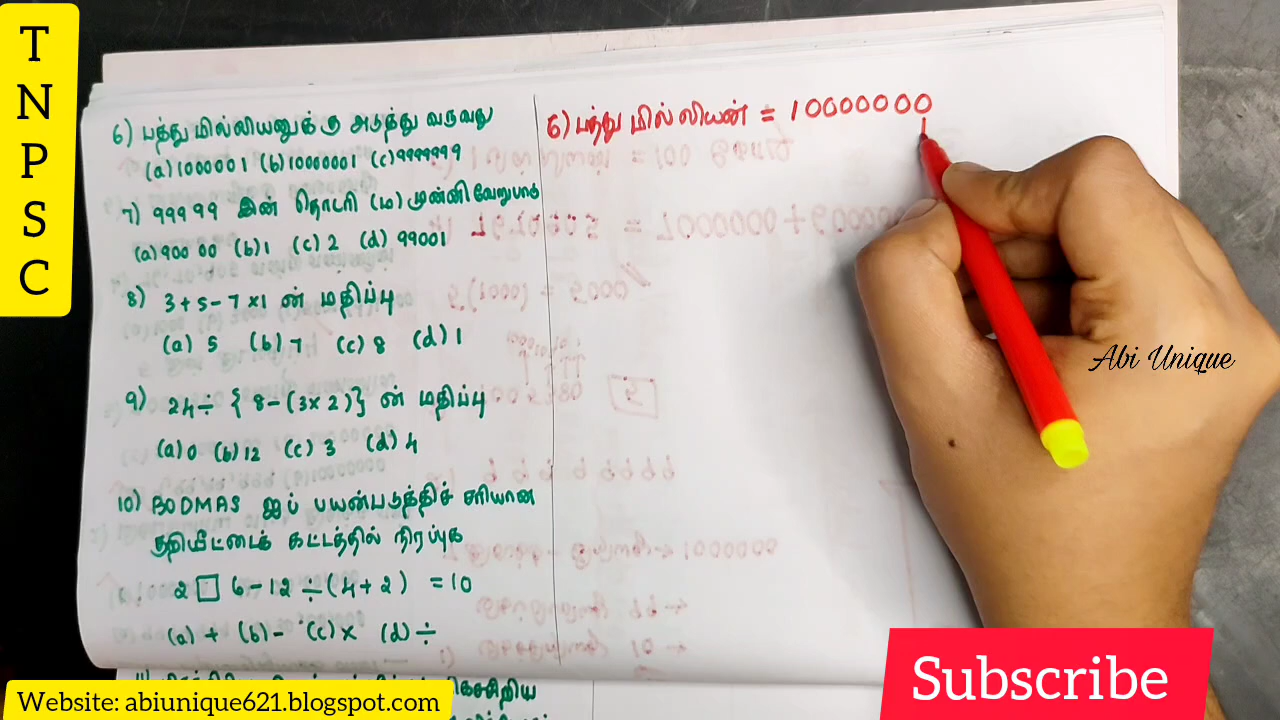 TNPSC
6) பத்து மில்லியனுக்கு அடுத்து வருவது
(a) 1000001 (b) 10000001 (c) 9999999
7) 99999 இன் தொடரி (ம) முன்னி வேறுபாடு
(a) 900 00 (b) 1 (c) 2 (d) 99001
8) 3+5-7×1 ன் மதிப்பு
(a) 5 (b) 7 (c) 8 (d) 1
9) 24÷ {8-(3×2)} ன் மதிப்பு
(a) 0 (b) 12 (c) 3 (d) 4
10) BODMAS ஐப் பயன்படுத்திச் சரியான
குறியீட்டைக் கட்டத்தில் நிரப்புக
2 □ 6-12 ÷(4+2) =10
(a) + (b) - (c) × (d) ÷
6) பத்து மில்லியன் = 10000000
Abi Unique
Subscribe
Website: abiunique621.blogspot.com